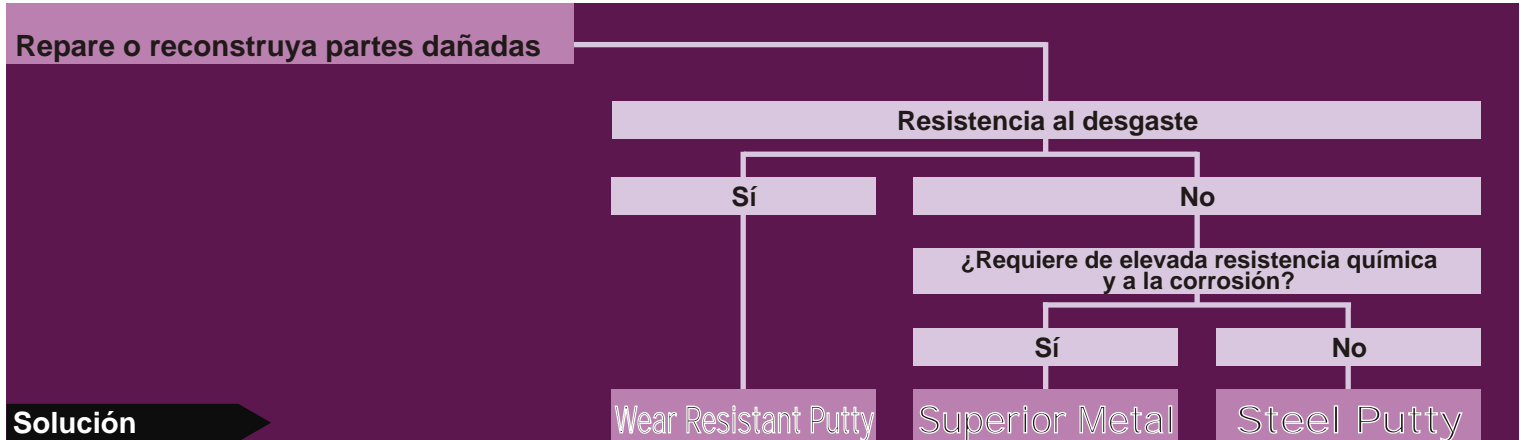 Repare o reconstruya partes dañadas
Resistencia al desgaste
Sí
No
¿Requiere de elevada resistencia química
y a la corrosión?
Sí
No
Solución
Wear Resistant Putty
Superior Metal
Steel Putty